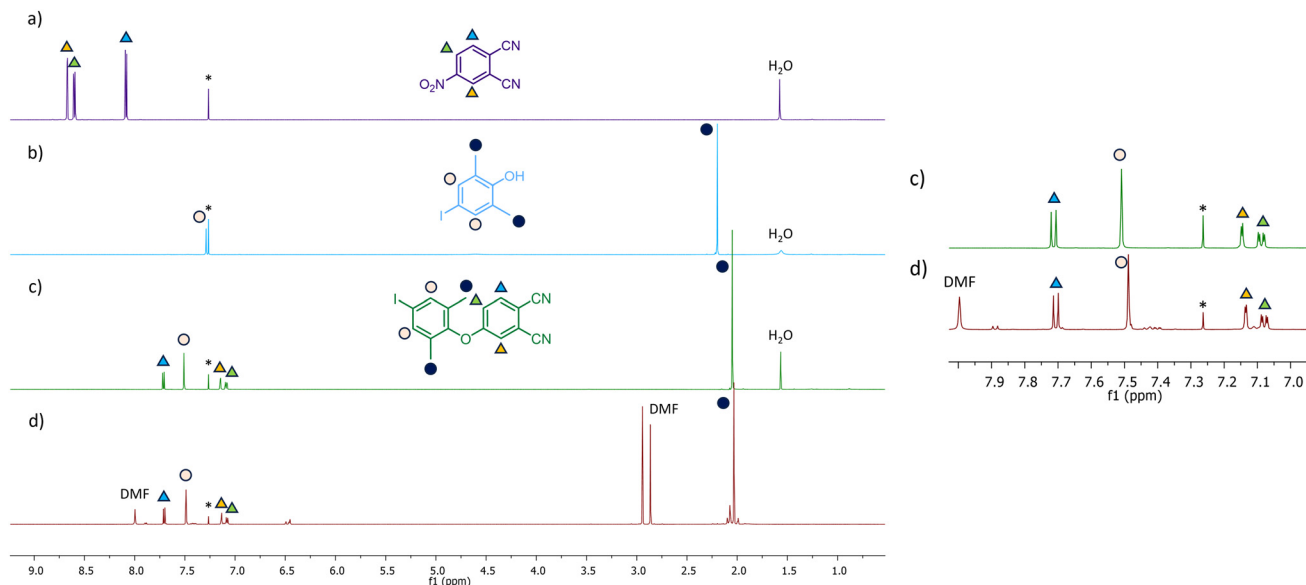 a)
CN
O₂N
CN
*
H₂O
b)
OH
I
*
H₂O
c)
I
CN
O
CN
*
H₂O
d)
DMF
*
DMF
9.0 8.5 8.0 7.5 7.0 6.5 6.0 5.5 5.0 4.5 4.0 3.5 3.0 2.5 2.0 1.5 1.0
f1 (ppm)
c)
*
d)
DMF
*
7.9 7.8 7.7 7.6 7.5 7.4 7.3 7.2 7.1 7.0
f1 (ppm)